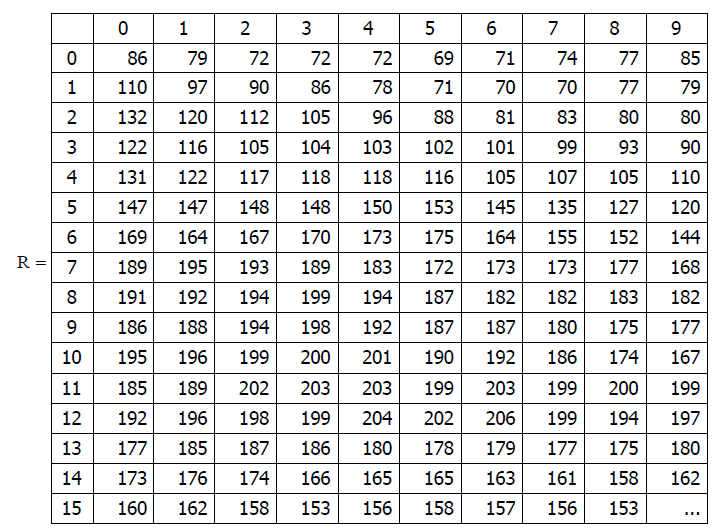 0 1 2 3 4 5 6 7 8 9
0 86 79 72 72 72 69 71 74 77 85
1 110 97 90 86 78 71 70 70 77 79
2 132 120 112 105 96 88 81 83 80 80
3 122 116 105 104 103 102 101 99 93 90
4 131 122 117 118 118 116 105 107 105 110
5 147 147 148 148 150 153 145 135 127 120
6 169 164 167 170 173 175 164 155 152 144
R = 7 189 195 193 189 183 172 173 173 177 168
8 191 192 194 199 194 187 182 182 183 182
9 186 188 194 198 192 187 187 180 175 177
10 195 196 199 200 201 190 192 186 174 167
11 185 189 202 203 203 199 203 199 200 199
12 192 196 198 199 204 202 206 199 194 197
13 177 185 187 186 180 178 179 177 175 180
14 173 176 174 166 165 165 163 161 158 162
15 160 162 158 153 156 158 157 156 153 ...